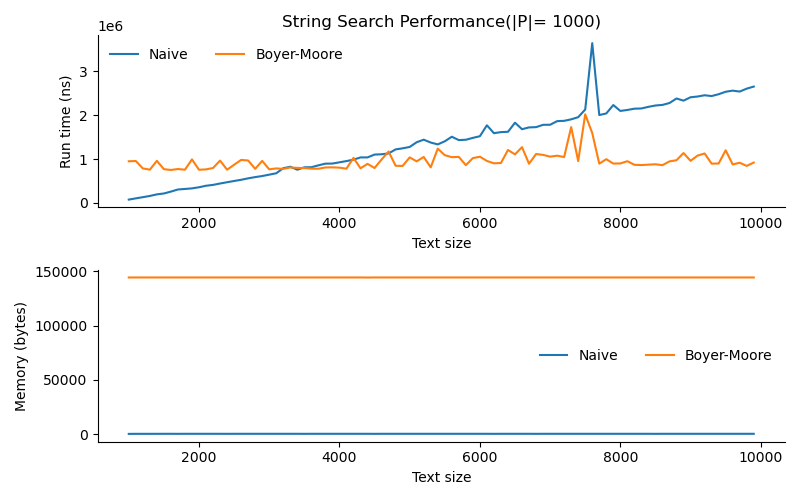 String Search Performance(|P|= 1000)
1e6
Naive
Boyer-Moore
Run time (ns)
3
2
1
0
2000
4000
6000
8000
10000
Text size
150000
100000
50000
0
Memory (bytes)
Naive
Boyer-Moore
2000
4000
6000
8000
10000
Text size